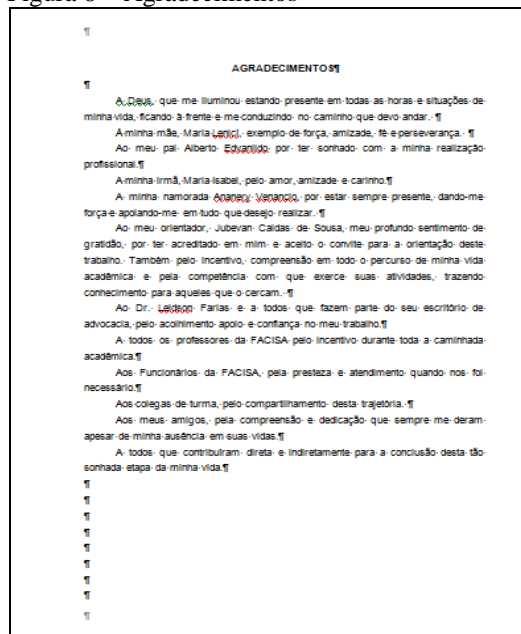 AGRADECIMENTOS¶
¶
A Deus, que me iluminou estando presente em todas as horas e situações de
minha vida, ficando à frente e me conduzindo no caminho que devo andar. ¶
A minha mãe, Maria Lenici, exemplo de força, amizade, fé e perseverança. ¶
Ao meu pai Alberto Edvanildo por ter sonhado com a minha realização
profissional.¶
A minha irmã, Maria Isabel, pelo amor, amizade e carinho.¶
A minha namorada Ananery Venancio, por estar sempre presente, dando-me
força e apoiando-me em tudo que desejo realizar. ¶
Ao meu orientador, Jubevan Caldas de Sousa, meu profundo sentimento de
gratidão, por ter acreditado em mim e aceito o convite para a orientação deste
trabalho. Também pelo incentivo, compreensão em todo o percurso de minha vida
acadêmica e pela competência com que exerce suas atividades, trazendo
conhecimento para aqueles que o cercam. ¶
Ao Dr. Leidson Farias e a todos que fazem parte do seu escritório de
advocacia, pelo acolhimento apoio e confiança no meu trabalho.¶
A todos os professores da FACISA pelo incentivo durante toda a caminhada
acadêmica.¶
Aos Funcionários da FACISA, pela presteza e atendimento quando nos foi
necessário.¶
Aos colegas de turma, pelo compartilhamento desta trajetória. ¶
Aos meus amigos, pela compreensão e dedicação que sempre me deram
apesar de minha ausência em suas vidas.¶
A todos que contribuíram direta e indiretamente para a conclusão desta tão
sonhada etapa da minha vida.¶
¶
¶
¶
¶
¶
¶
¶
¶
¶